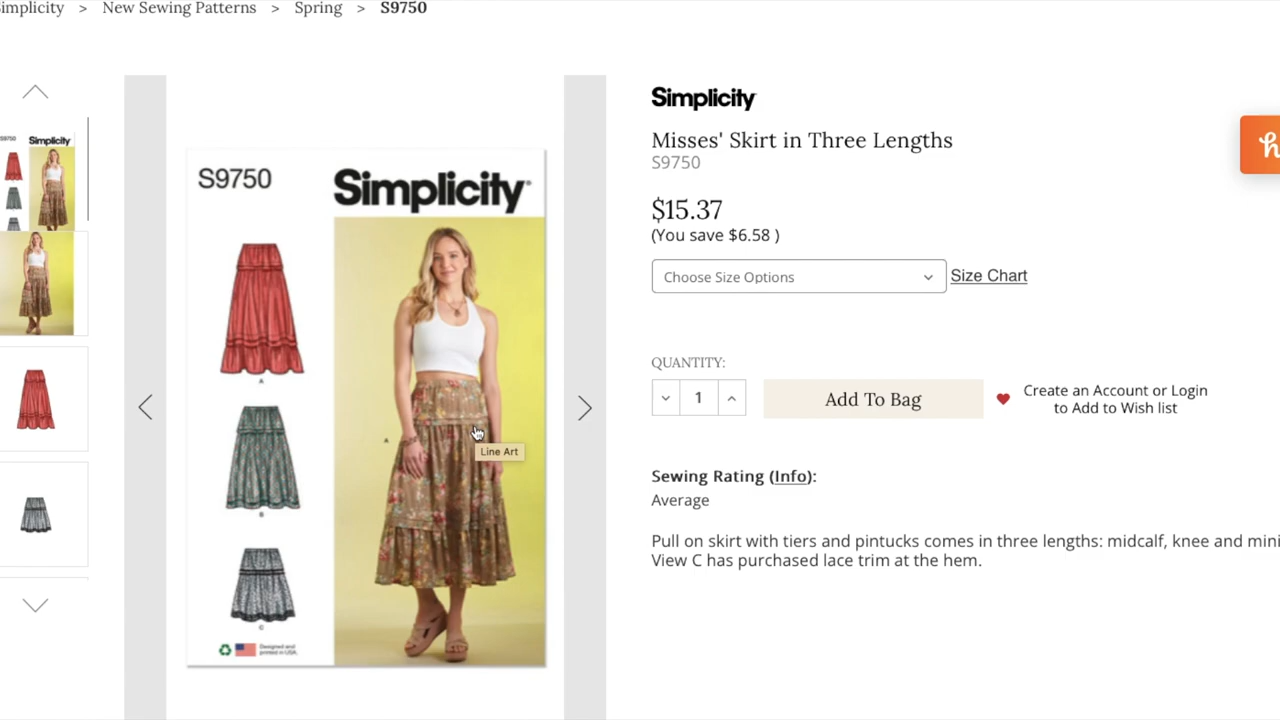 Simplicity > New Sewing Patterns > Spring > S9750
S9750 Simplicity
S9750
Simplicity
A
B
C
A
Designed and
printed in USA.
Line Art
Simplicity
Misses' Skirt in Three Lengths
S9750
$15.37
(You save $6.58 )
Choose Size Options
Size Chart
QUANTITY:
1
Add To Bag
Create an Account or Login
to Add to Wish list
Sewing Rating (Info):
Average
Pull on skirt with tiers and pintucks comes in three lengths: midcalf, knee and mini
View C has purchased lace trim at the hem.
h